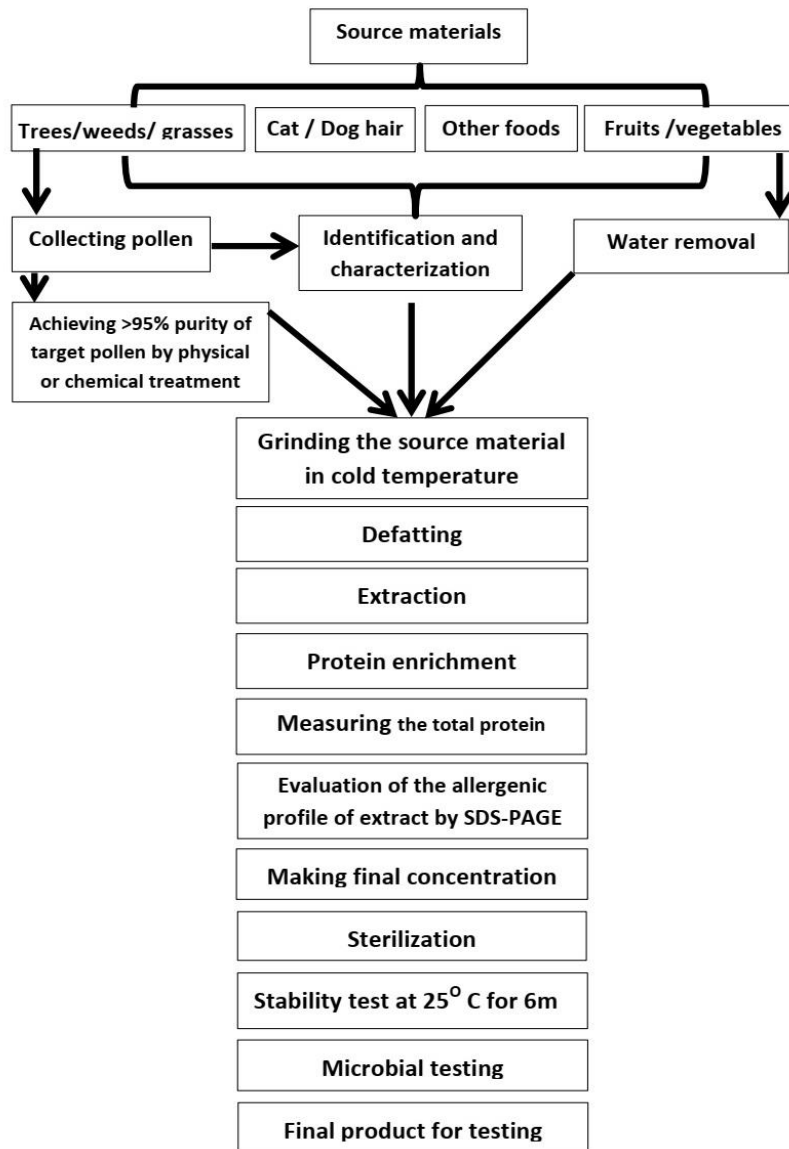 Source materials
Trees/weeds/ grasses
Cat / Dog hair
Other foods
Fruits /vegetables
Collecting pollen
Identification and
characterization
Water removal
Achieving >95% purity of
target pollen by physical
or chemical treatment
Grinding the source material
in cold temperature
Defatting
Extraction
Protein enrichment
Measuring the total protein
Evaluation of the allergenic
profile of extract by SDS-PAGE
Making final concentration
Sterilization
Stability test at 25⁰ C for 6m
Microbial testing
Final product for testing